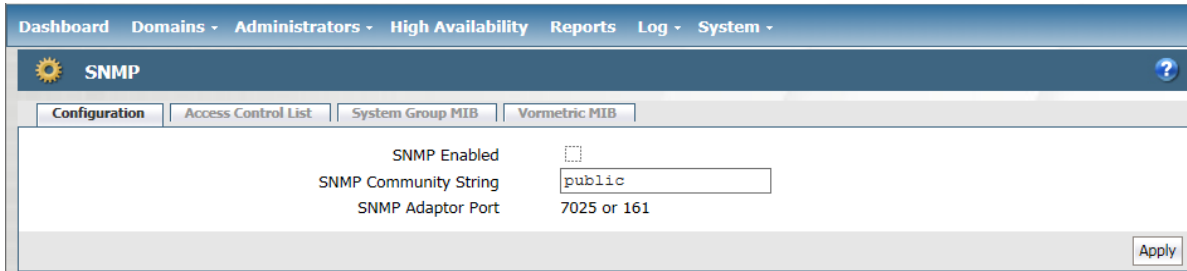 Dashboard Domains Administrators High Availability Reports Log System
SNMP ?
Configuration Access Control List System Group MIB Vormetric MIB
SNMP Enabled
SNMP Community String public
SNMP Adaptor Port 7025 or 161
Apply